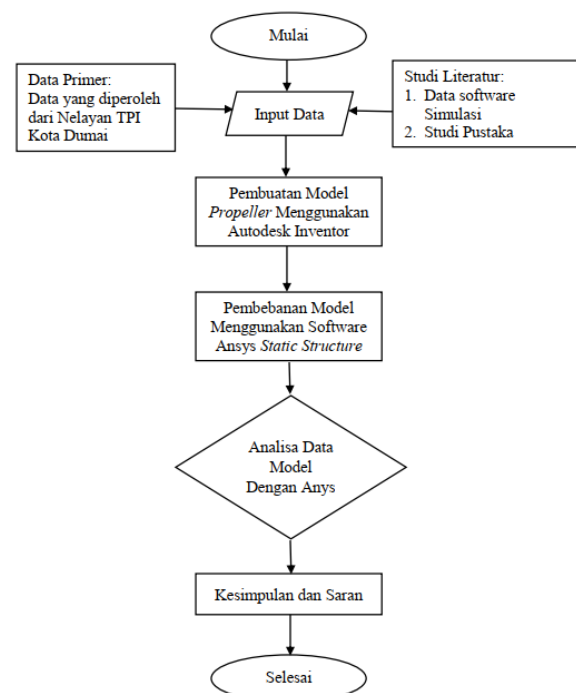 Mulai
Data Primer:
Data yang diperoleh
dari Nelayan TPI
Kota Dumai
Input Data
Studi Literatur:
1. Data software
Simulasi
2. Studi Pustaka
Pembuatan Model
Propeller Menggunakan
Autodesk Inventor
Pembebanan Model
Menggunakan Software
Ansys Static Structure
Analisa Data
Model
Dengan Anys
Kesimpulan dan Saran
Selesai